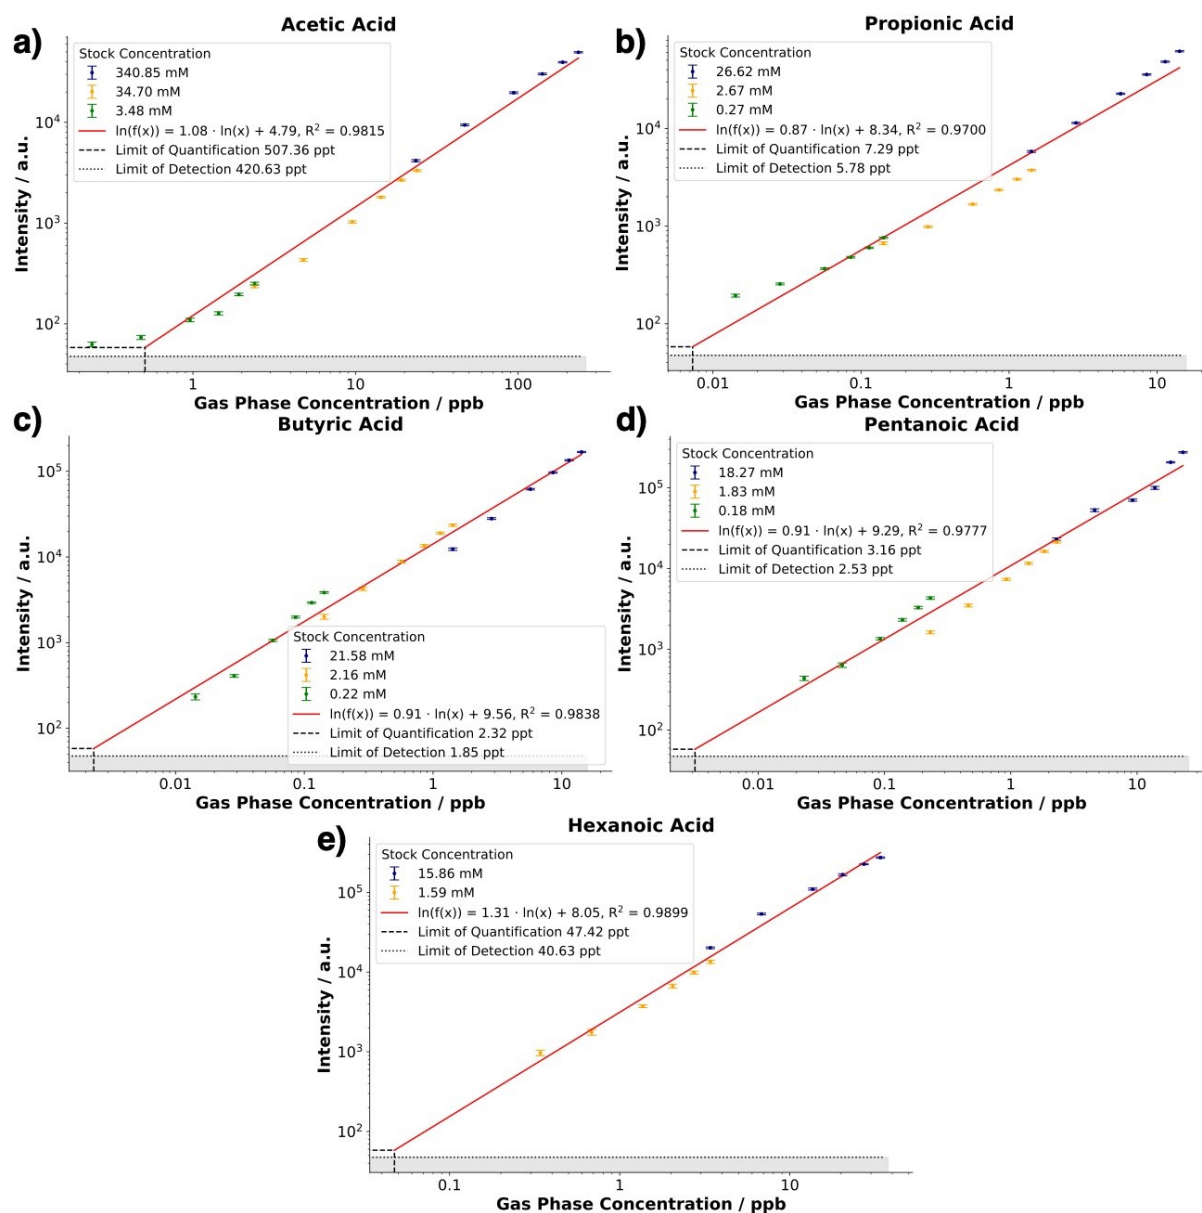 a)
Acetic Acid
Stock Concentration
340.85 mM
34.70 mM
3.48 mM
ln(f(x)) = 1.08 · ln(x) + 4.79, R² = 0.9815
Limit of Quantification 507.36 ppt
Limit of Detection 420.63 ppt
Intensity / a.u.
10⁴
10³
10²
1
10
100
Gas Phase Concentration / ppb
b)
Propionic Acid
Stock Concentration
26.62 mM
2.67 mM
0.27 mM
ln(f(x)) = 0.87 · ln(x) + 8.34, R² = 0.9700
Limit of Quantification 7.29 ppt
Limit of Detection 5.78 ppt
Intensity / a.u.
10⁴
10³
10²
0.01
0.1
1
10
Gas Phase Concentration / ppb
c)
Butyric Acid
Stock Concentration
21.58 mM
2.16 mM
0.22 mM
ln(f(x)) = 0.91 · ln(x) + 9.56, R² = 0.9838
Limit of Quantification 2.32 ppt
Limit of Detection 1.85 ppt
Intensity / a.u.
10⁵
10⁴
10³
10²
0.01
0.1
1
10
Gas Phase Concentration / ppb
d)
Pentanoic Acid
Stock Concentration
18.27 mM
1.83 mM
0.18 mM
ln(f(x)) = 0.91 · ln(x) + 9.29, R² = 0.9777
Limit of Quantification 3.16 ppt
Limit of Detection 2.53 ppt
Intensity / a.u.
10⁵
10⁴
10³
10²
0.01
0.1
1
10
Gas Phase Concentration / ppb
e)
Hexanoic Acid
Stock Concentration
15.86 mM
1.59 mM
ln(f(x)) = 1.31 · ln(x) + 8.05, R² = 0.9899
Limit of Quantification 47.42 ppt
Limit of Detection 40.63 ppt
Intensity / a.u.
10⁵
10⁴
10³
10²
0.1
1
10
Gas Phase Concentration / ppb